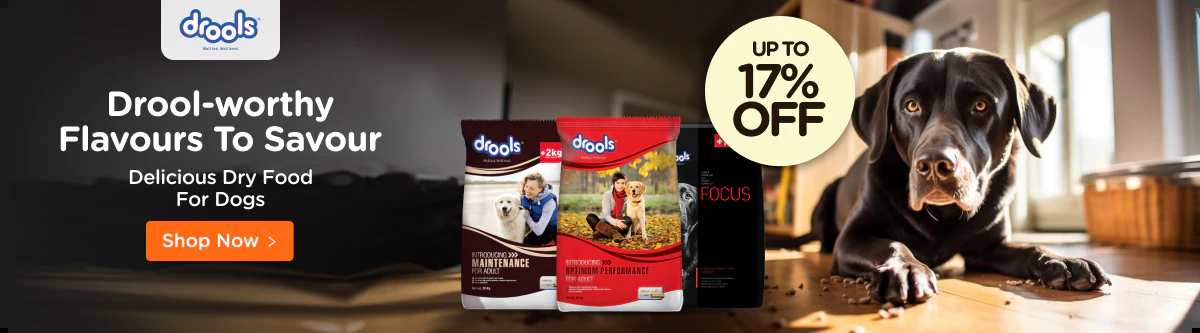 drools
Drool-worthy
Flavours To Savour
Delicious Dry Food
For Dogs
Shop Now >
drools
+2kg
INTRODUCING >>>
MAINTENANCE
FOR ADULT
drools
INTRODUCING >>>
OPTIMUM PERFORMANCE
FOR ADULT
FOCUS
UP TO
17%
OFF